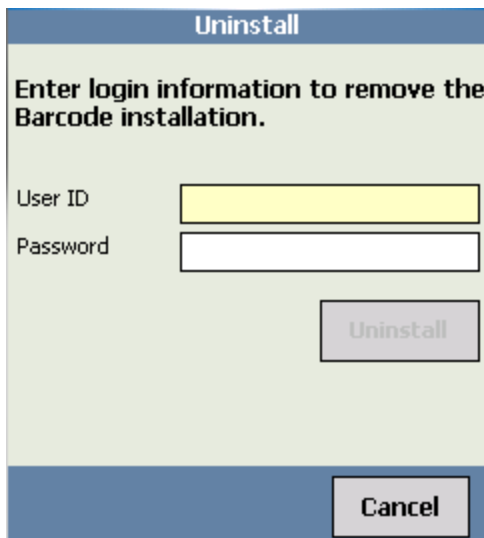 Uninstall
Enter login information to remove the
Barcode installation.
User ID
Password
Uninstall
Cancel